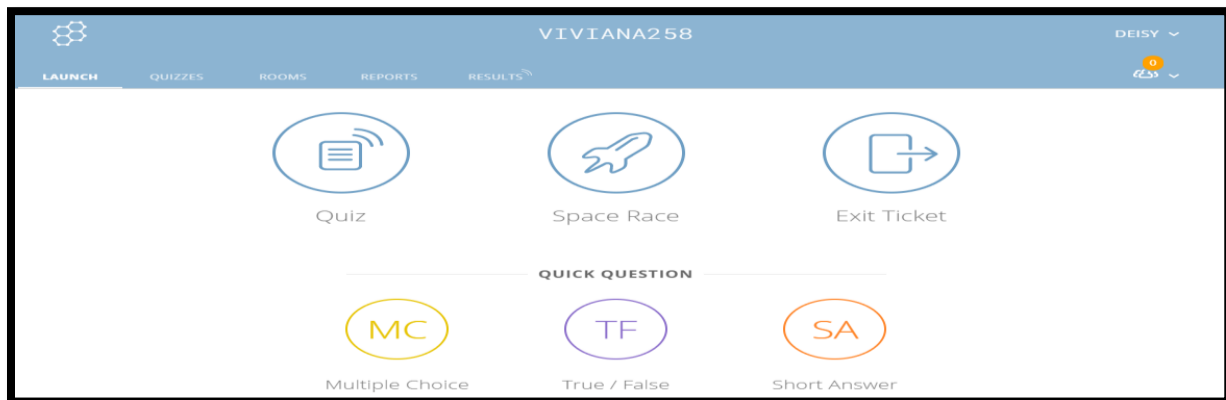 VIVIANA258
DEISY
LAUNCH QUIZZES ROOMS REPORTS RESULTS
0
Quiz Space Race Exit Ticket
QUICK QUESTION
MC TF SA
Multiple Choice True / False Short Answer